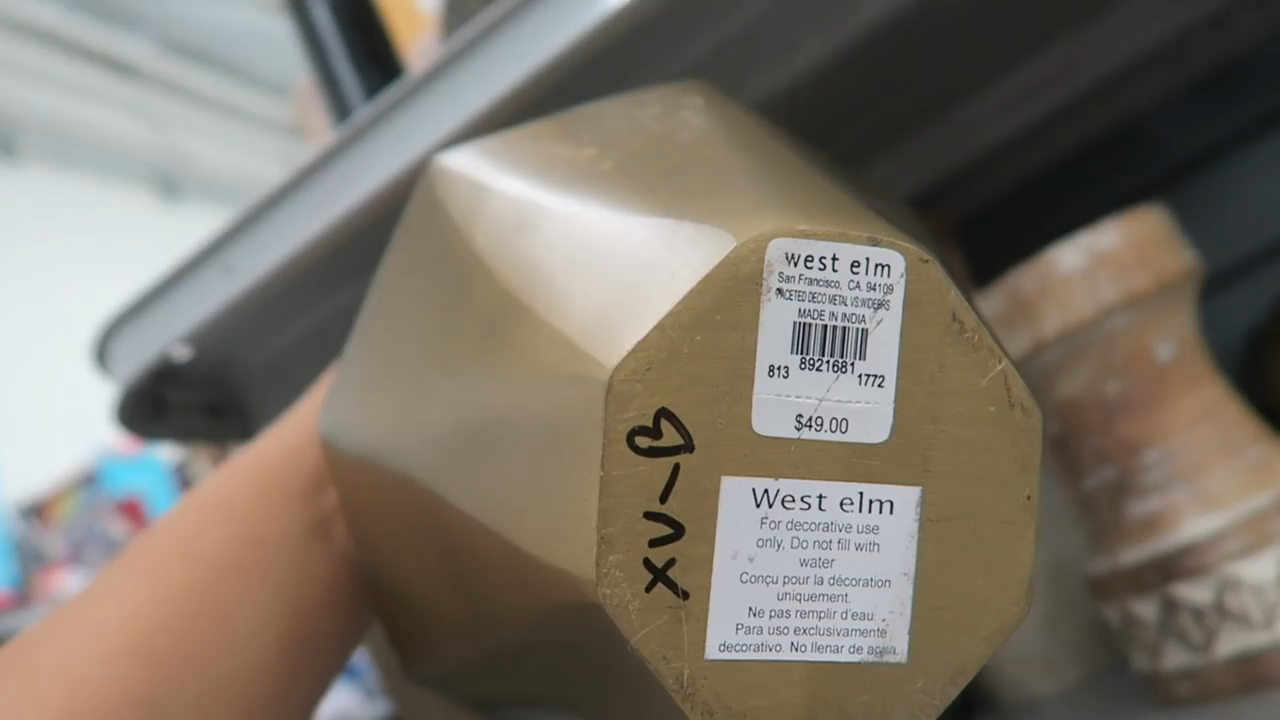 west elm
San Francisco, CA. 94109
FACETED DECO METAL VS:WIDEBRS
MADE IN INDIA
813 8921681 1772
$49.00
West elm
For decorative use
only, Do not fill with
water
Conçu pour la décoration
uniquement.
Ne pas remplir d'eau.
Para uso exclusivamente
decorativo. No llenar de agua.
XV-B